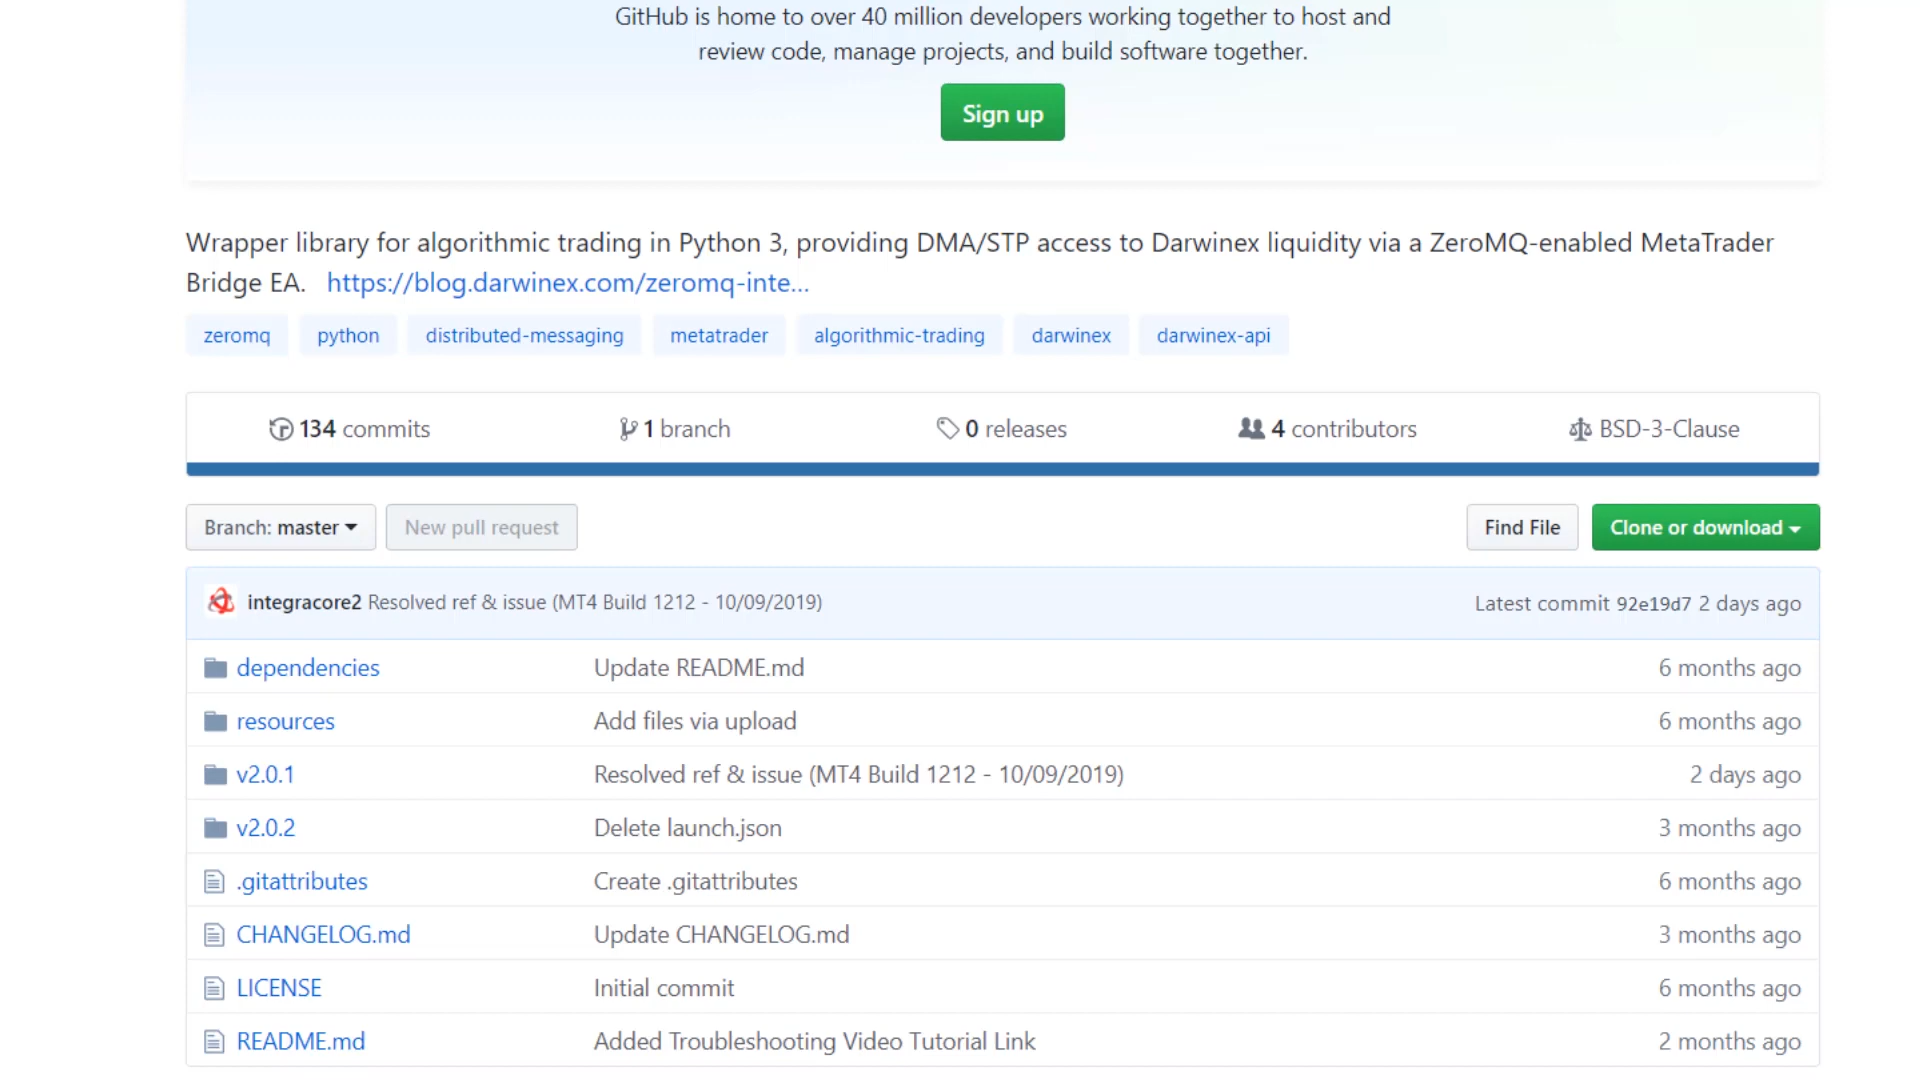 GitHub is home to over 40 million developers working together to host and
review code, manage projects, and build software together.
Sign up
Wrapper library for algorithmic trading in Python 3, providing DMA/STP access to Darwinex liquidity via a ZeroMQ-enabled MetaTrader
Bridge EA. https://blog.darwinex.com/zeromq-inte...
zeromq python distributed-messaging metatrader algorithmic-trading darwinex darwinex-api
134 commits 1 branch 0 releases 4 contributors BSD-3-Clause
Branch: master New pull request Find File Clone or download
integracore2 Resolved ref & issue (MT4 Build 1212 - 10/09/2019) Latest commit 92e19d7 2 days ago
dependencies Update README.md 6 months ago
resources Add files via upload 6 months ago
v2.0.1 Resolved ref & issue (MT4 Build 1212 - 10/09/2019) 2 days ago
v2.0.2 Delete launch.json 3 months ago
.gitattributes Create .gitattributes 6 months ago
CHANGELOG.md Update CHANGELOG.md 3 months ago
LICENSE Initial commit 6 months ago
README.md Added Troubleshooting Video Tutorial Link 2 months ago